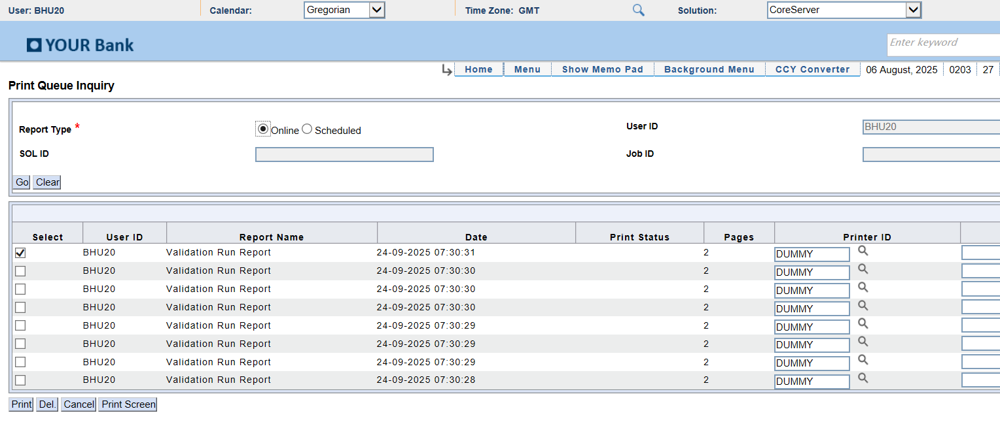 User: BHU20 Calendar: Gregorian Time Zone: GMT Solution: CoreServer
YOUR Bank Enter keyword
Home Menu Show Memo Pad Background Menu CCY Converter 06 August, 2025 0203 27
Print Queue Inquiry
Report Type * Online Scheduled User ID BHU20
SOL ID Job ID
Go Clear
Select User ID Report Name Date Print Status Pages Printer ID
BHU20 Validation Run Report 24-09-2025 07:30:31 2 DUMMY
BHU20 Validation Run Report 24-09-2025 07:30:30 2 DUMMY
BHU20 Validation Run Report 24-09-2025 07:30:30 2 DUMMY
BHU20 Validation Run Report 24-09-2025 07:30:30 2 DUMMY
BHU20 Validation Run Report 24-09-2025 07:30:29 2 DUMMY
BHU20 Validation Run Report 24-09-2025 07:30:29 2 DUMMY
BHU20 Validation Run Report 24-09-2025 07:30:29 2 DUMMY
BHU20 Validation Run Report 24-09-2025 07:30:28 2 DUMMY
Print Del. Cancel Print Screen